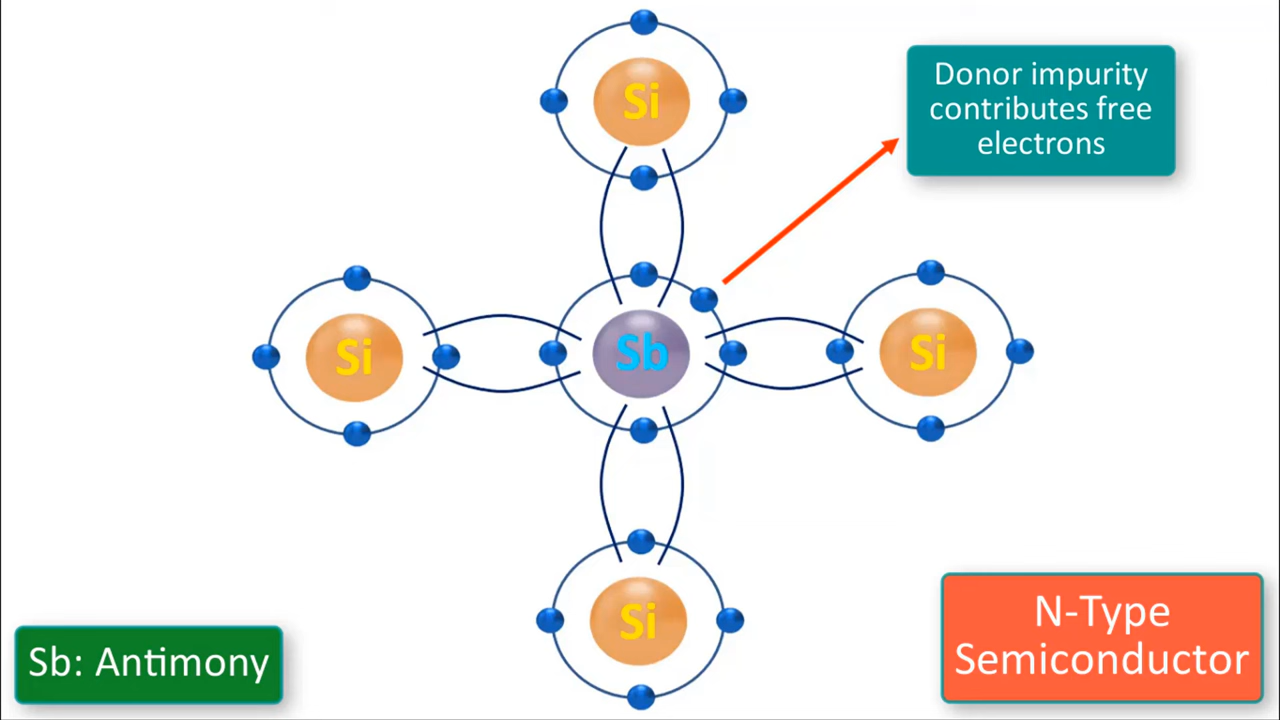 Si
Donor impurity
contributes free
electrons
Si
Sb
Si
Si
Sb: Antimony
N-Type
Semiconductor